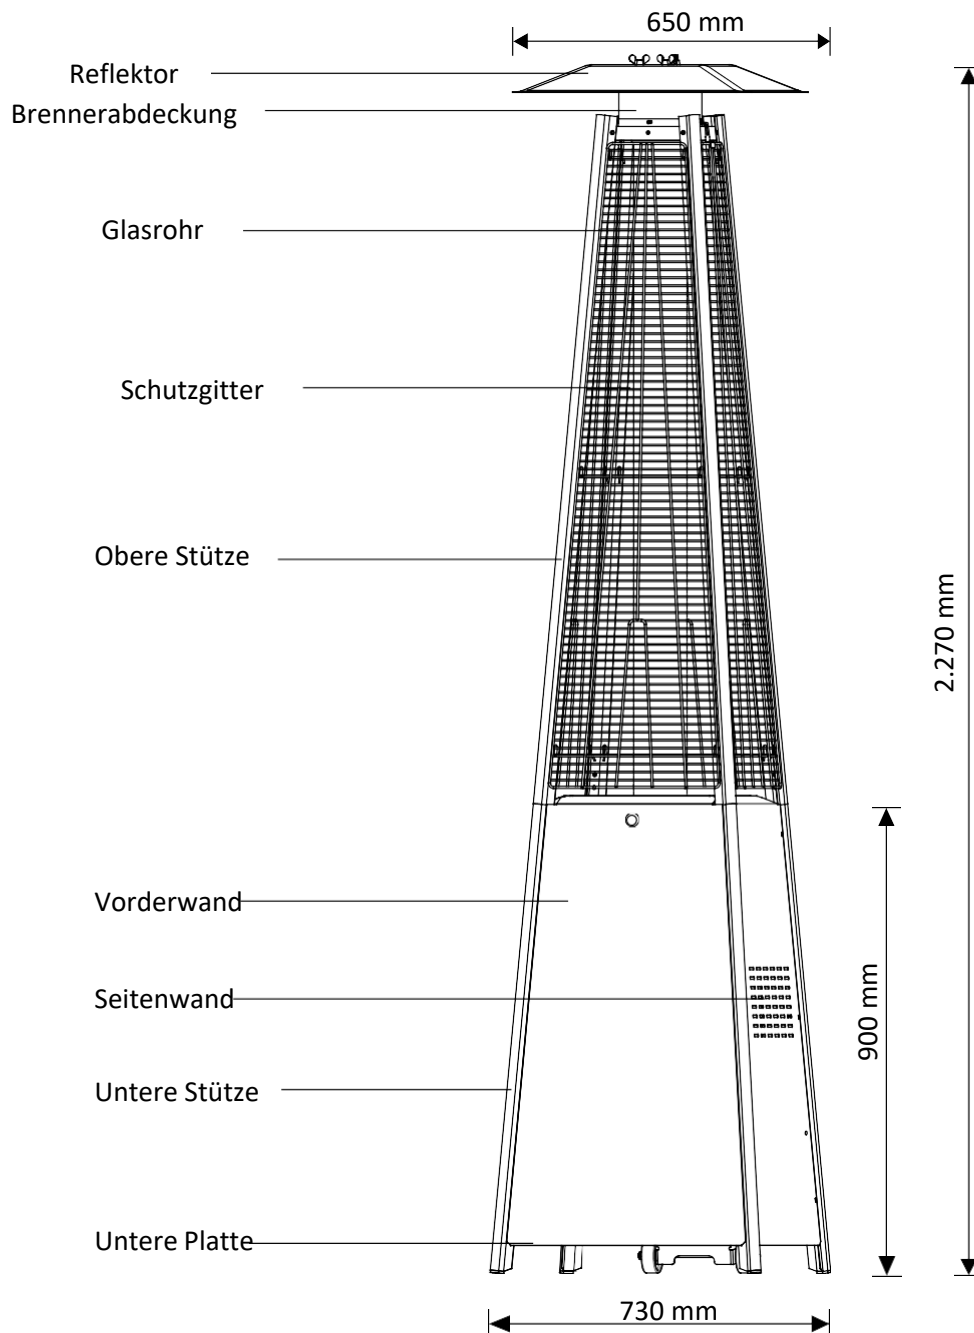 650 mm
Reflektor
Brennerabdeckung
Glasrohr
Schutzgitter
Obere Stütze
2.270 mm
Vorderwand
Seitenwand
900 mm
Untere Stütze
Untere Platte
730 mm